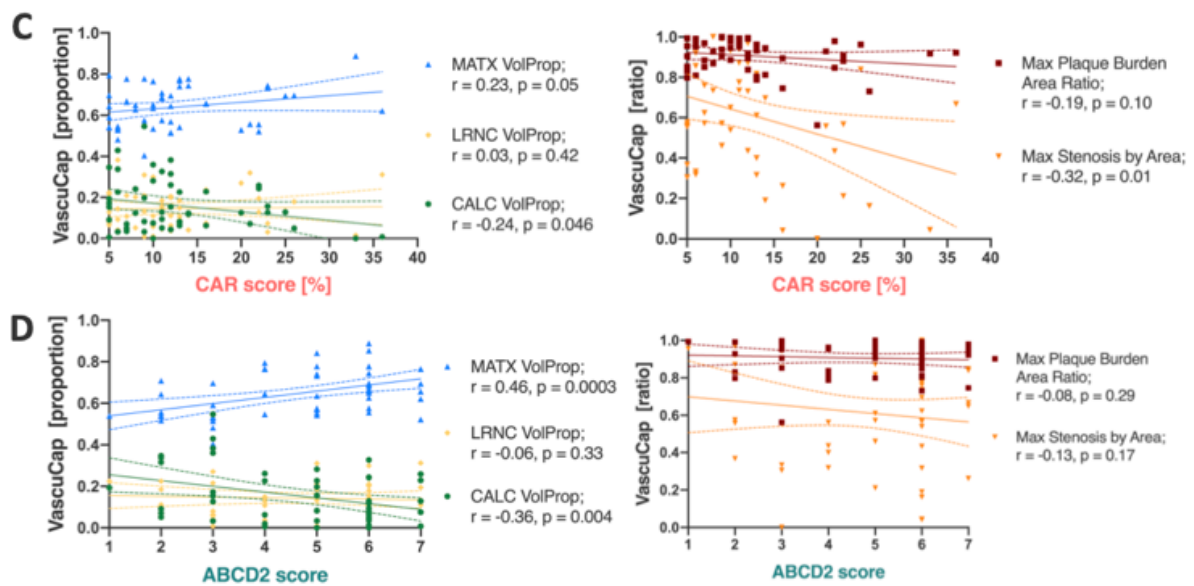 C
VascuCap [proportion]
1.0
0.8
0.6
0.4
0.2
0.0
5 10 15 20 25 30 35 40
CAR score [%]
MATX VolProp;
r = 0.23, p = 0.05
LRNC VolProp;
r = 0.03, p = 0.42
CALC VolProp;
r = -0.24, p = 0.046
VascuCap [ratio]
1.0
0.8
0.6
0.4
0.2
0.0
5 10 15 20 25 30 35 40
CAR score [%]
Max Plaque Burden
Area Ratio;
r = -0.19, p = 0.10
Max Stenosis by Area;
r = -0.32, p = 0.01
D
VascuCap [proportion]
1.0
0.8
0.6
0.4
0.2
0.0
1 2 3 4 5 6 7
ABCD2 score
MATX VolProp;
r = 0.46, p = 0.0003
LRNC VolProp;
r = -0.06, p = 0.33
CALC VolProp;
r = -0.36, p = 0.004
VascuCap [ratio]
1.0
0.8
0.6
0.4
0.2
0.0
1 2 3 4 5 6 7
ABCD2 score
Max Plaque Burden
Area Ratio;
r = -0.08, p = 0.29
Max Stenosis by Area;
r = -0.13, p = 0.17